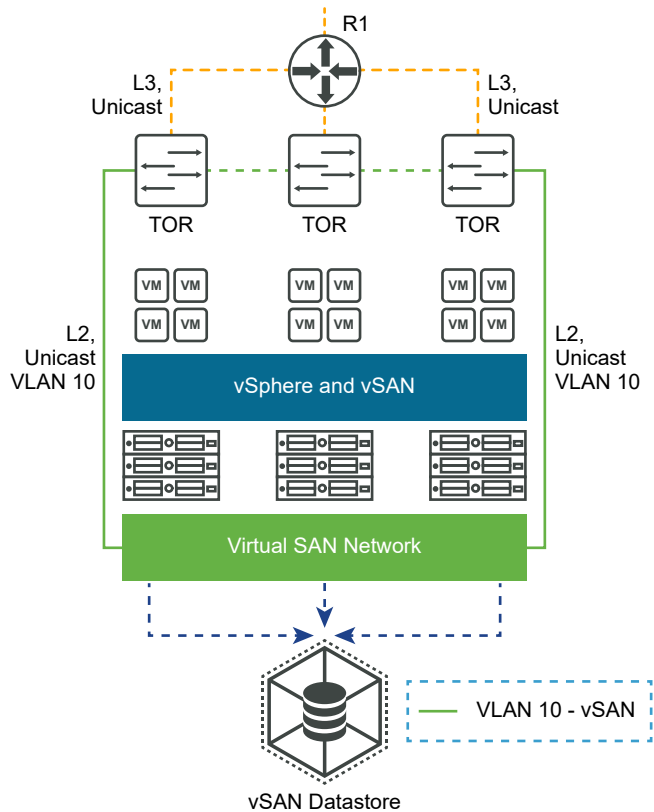 R1
L3,
Unicast
L3,
Unicast
TOR
TOR
TOR
VM VM
VM VM
VM VM
VM VM
VM VM
VM VM
L2,
Unicast
VLAN 10
L2,
Unicast
VLAN 10
vSphere and vSAN
Virtual SAN Network
VLAN 10 - vSAN
vSAN Datastore